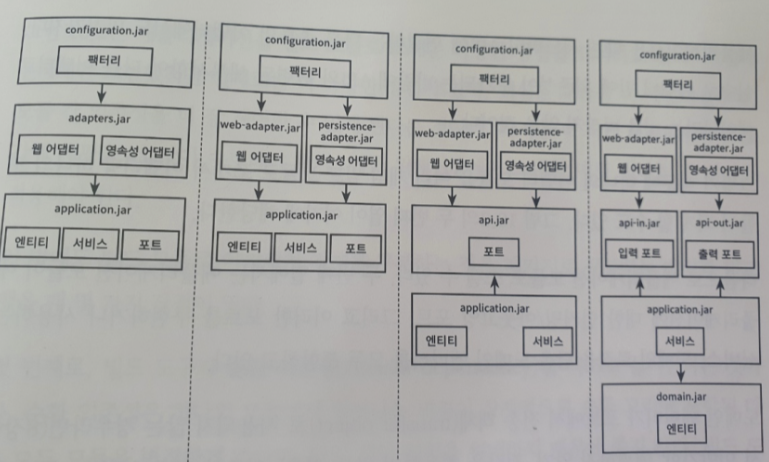 configuration.jar
팩터리
adapters.jar
웹 어댑터 영속성 어댑터
application.jar
엔티티 서비스 포트
configuration.jar
팩터리
web-adapter.jar
웹 어댑터
persistence-
adapter.jar
영속성 어댑터
application.jar
엔티티 서비스 포트
configuration.jar
팩터리
web-adapter.jar
웹 어댑터
persistence-
adapter.jar
영속성 어댑터
api.jar
포트
application.jar
엔티티 서비스
configuration.jar
팩터리
web-adapter.jar
웹 어댑터
persistence-
adapter.jar
영속성 어댑터
api-in.jar
입력 포트
api-out.jar
출력 포트
application.jar
서비스
domain.jar
엔티티